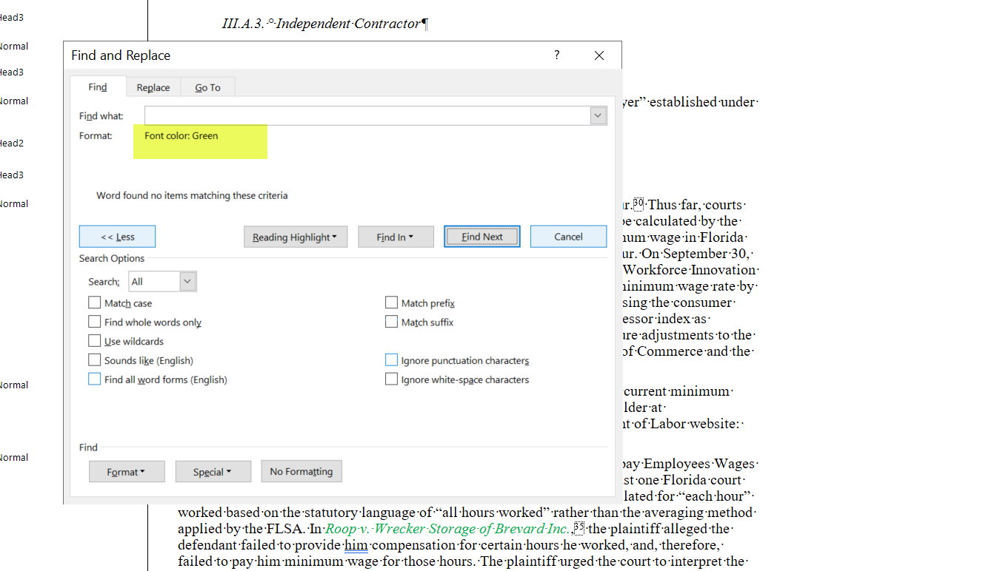 Head3
III.A.3.·°·Independent·Contractor¶
Normal
Find and Replace
?
Head3
Find Replace Go To
Normal
yer”·established·under·
Find what:
Format: Font color: Green
Head2
Head3
Word found no items matching these criteria
Normal
ur.30·Thus·far,·courts·
be·calculated·by·the·
num·wage·in·Florida·
<< Less Reading Highlight Find In Find Next Cancel
ur.·On·September·30,·
Search Options
Workforce·Innovation·
Search: All
minimum·wage·rate·by·
Match case Match prefix
sing·the·consumer·
Find whole words only Match suffix
essor·index·as·
Use wildcards
ure·adjustments·to·the·
of·Commerce·and·the·
Sounds like (English) Ignore punctuation characters
Find all word forms (English) Ignore white-space characters
Normal
current·minimum·
lder·at·
nt·of·Labor·website:·
Find
Normal
pay·Employees·Wages·
Format Special No Formatting
st·one·Florida·court·
lated·for·“each·hour”·
worked·based·on·the·statutory·language·of·“all·hours·worked”·rather·than·the·averaging·method·
applied·by·the·FLSA.·In·Roop·v.·Wrecker·Storage·of·Brevard·Inc.,35·the·plaintiff·alleged·the·
defendant·failed·to·provide·him·compensation·for·certain·hours·he·worked,·and,·therefore,·
failed·to·pay·him·minimum·wage·for·those·hours.·The·plaintiff·urged·the·court·to·interpret·the·